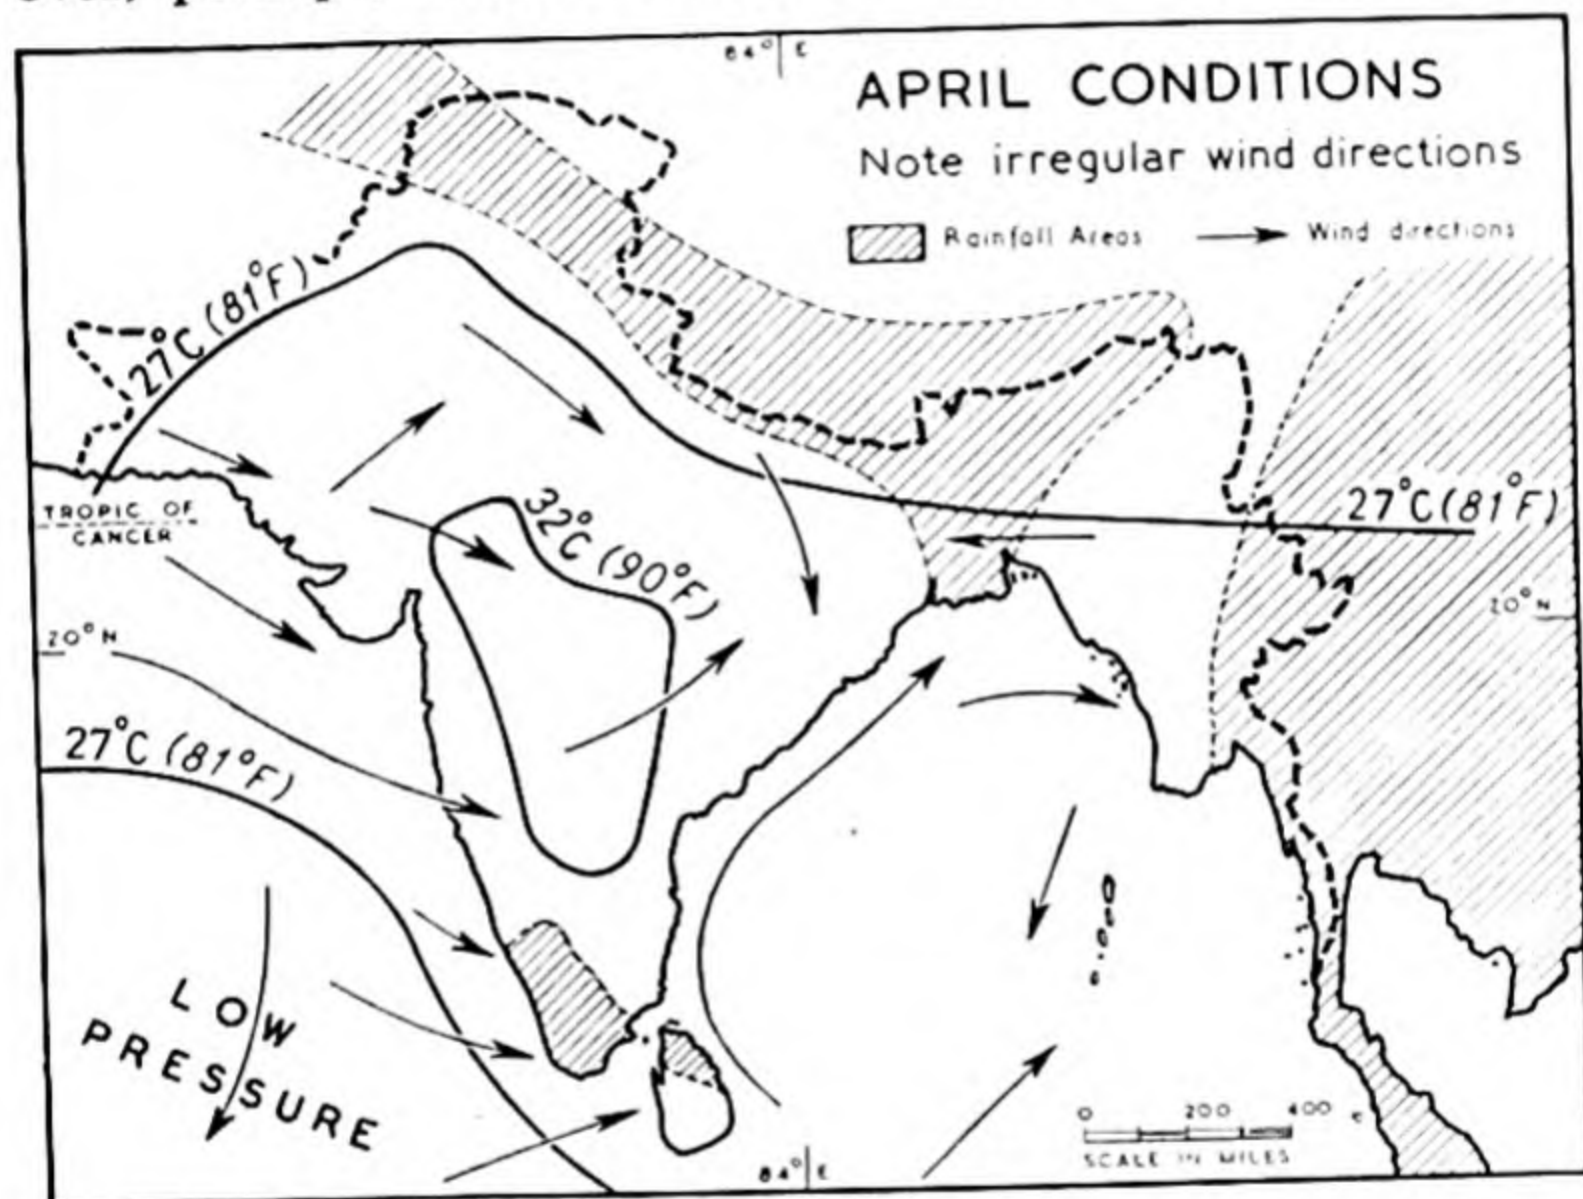 84° E
APRIL CONDITIONS
Note irregular wind directions
Rainfall Areas
Wind directions
27°C (81°F)
TROPIC OF
CANCER
32°C (90°F)
27°C (81°F)
20° N
20° N
27°C (81°F)
LOW
PRESSURE
0 200 400
SCALE IN MILES
84° E